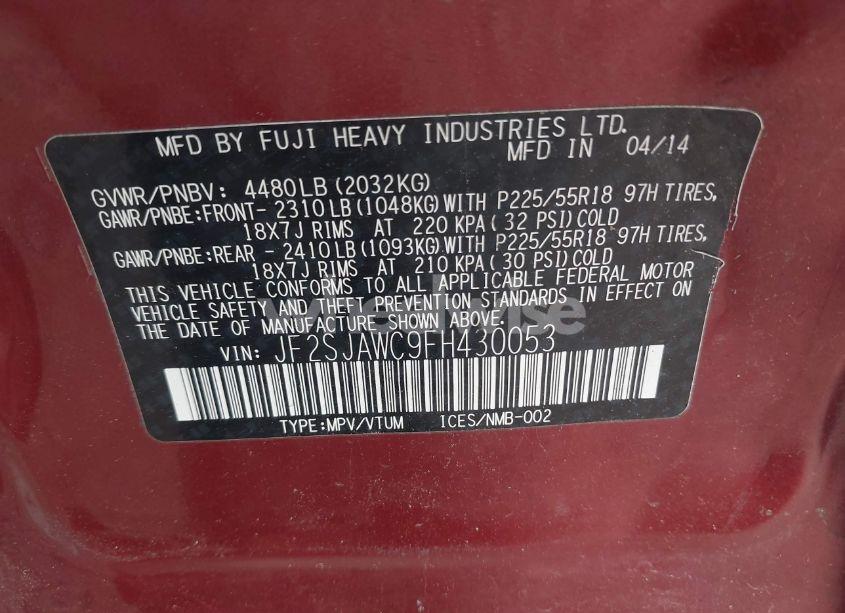 MFD BY FUJI HEAVY INDUSTRIES LTD.
MFD IN 04/14
GVWR/PNBV: 4480LB(2032KG)
GAWR/PNBE:FRONT- 2310LB(1048KG)WITH P225/55R18 97H TIRES,
18X7J RIMS AT 220 KPA( 32 PSI)COLD
GAWR/PNBE:REAR - 2410LB(1093KG)WITH P225/55R18 97H TIRES,
18X7J RIMS AT 210 KPA( 30 PSI)COLD
THIS VEHICLE CONFORMS TO ALL APPLICABLE FEDERAL MOTOR
VEHICLE SAFETY AND THEFT PREVENTION STANDARDS IN EFFECT ON
THE DATE OF MANUFACTURE SHOWN ABOVE.
VIN: JF2SJAWC9FH430053
TYPE:MPV/VTUM ICES/NMB-002